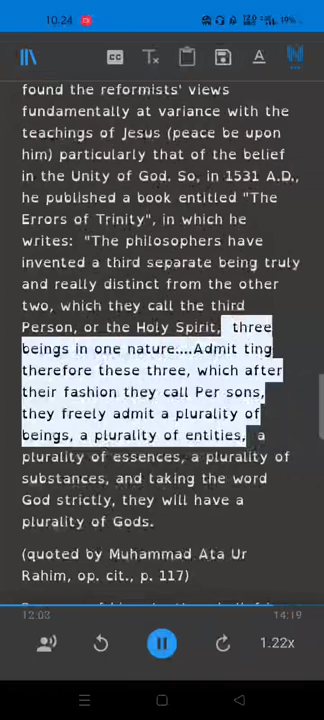 10.24
19%
CC
found the reformists' views
fundamentally at variance with the
teachings of Jesus (peace be upon
him) particularly that of the belief
in the Unity of God. So, in 1531 A.D.,
he published a book entitled "The
Errors of Trinity", in which he
writes:  "The philosophers have
invented a third separate being truly
and really distinct from the other
two, which they call the third
Person, or the Holy Spirit,  three
beings in one nature....Admit ting
therefore these three, which after
their fashion they call Per sons,
they freely admit a plurality of
beings, a plurality of entities,  a
plurality of essences, a plurality of
substances, and taking the word
God strictly, they will have a
plurality of Gods.
(quoted by Muhammad Ata Ur
Rahim, op. cit., p. 117)
12:03
14:19
1.22x